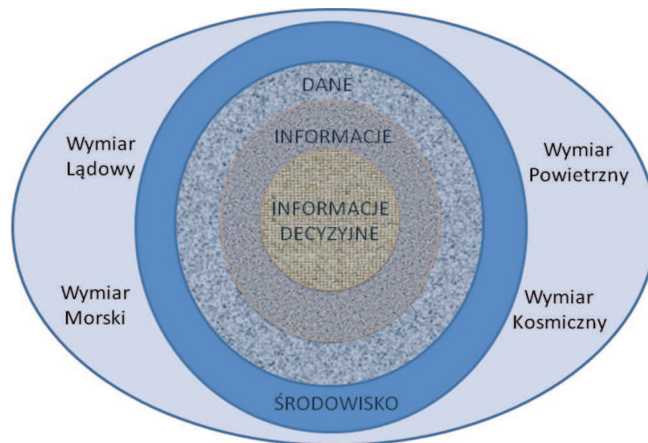 DANE
INFORMACJE
INFORMACJE
DECYZYJNE
ŚRODOWISKO
Wymiar
Lądowy
Wymiar
Morski
Wymiar
Powietrzny
Wymiar
Kosmiczny